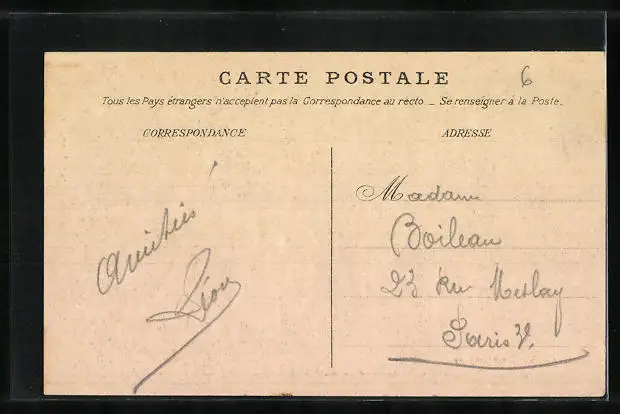 6
CARTE POSTALE
Tous les Pays étrangers n'acceptent pas la Correspondance au recto _ Se renseigner à la Poste.
CORRESPONDANCE
ADRESSE
Amitiés
Madame
Boileau
23 Rue Meslay
Paris 3e